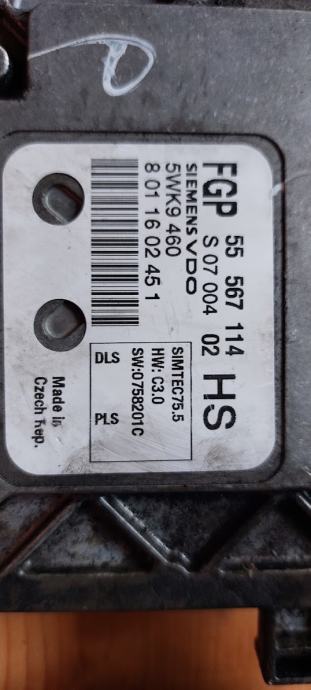 P
FGP 55 567 114 HS
S 07 004 02
SIEMENS VDO
5WK9 460
8 01 16 02 45 1
SIMTEC75.5
HW: C3.0
SW:0758201C
DLS PLS
Made in
Czech Rep.